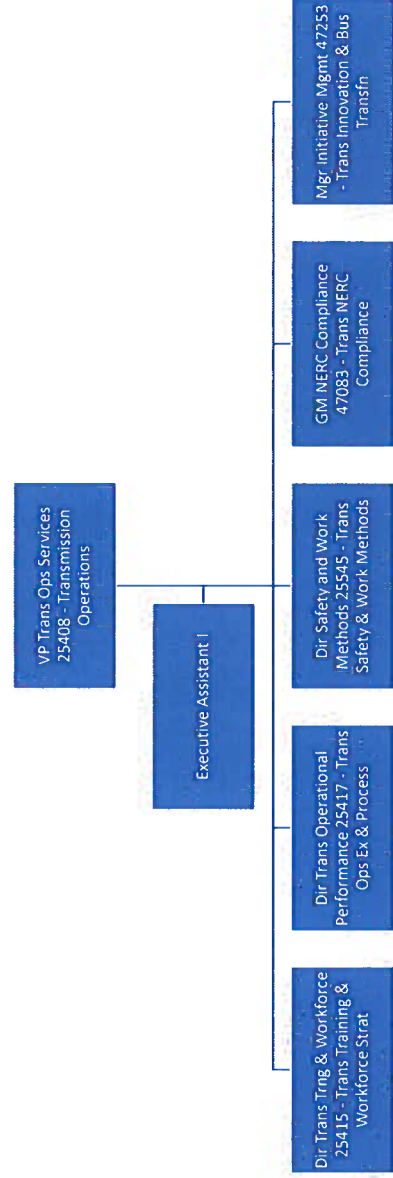 VP Trans Ops Services
25408 - Transmission
Operations
Executive Assistant I
Dir Trans Trng & Workforce
25415 - Trans Training &
Workforce Strat
Dir Trans Operational
Performance 25417 - Trans
Ops Ex & Process
Dir Safety and Work
Methods 25545 - Trans
Safety & Work Methods
GM NERC Compliance
47083 - Trans NERC
Compliance
Mgr Initiative Mgmt 47253
- Trans Innovation & Bus
Transfn